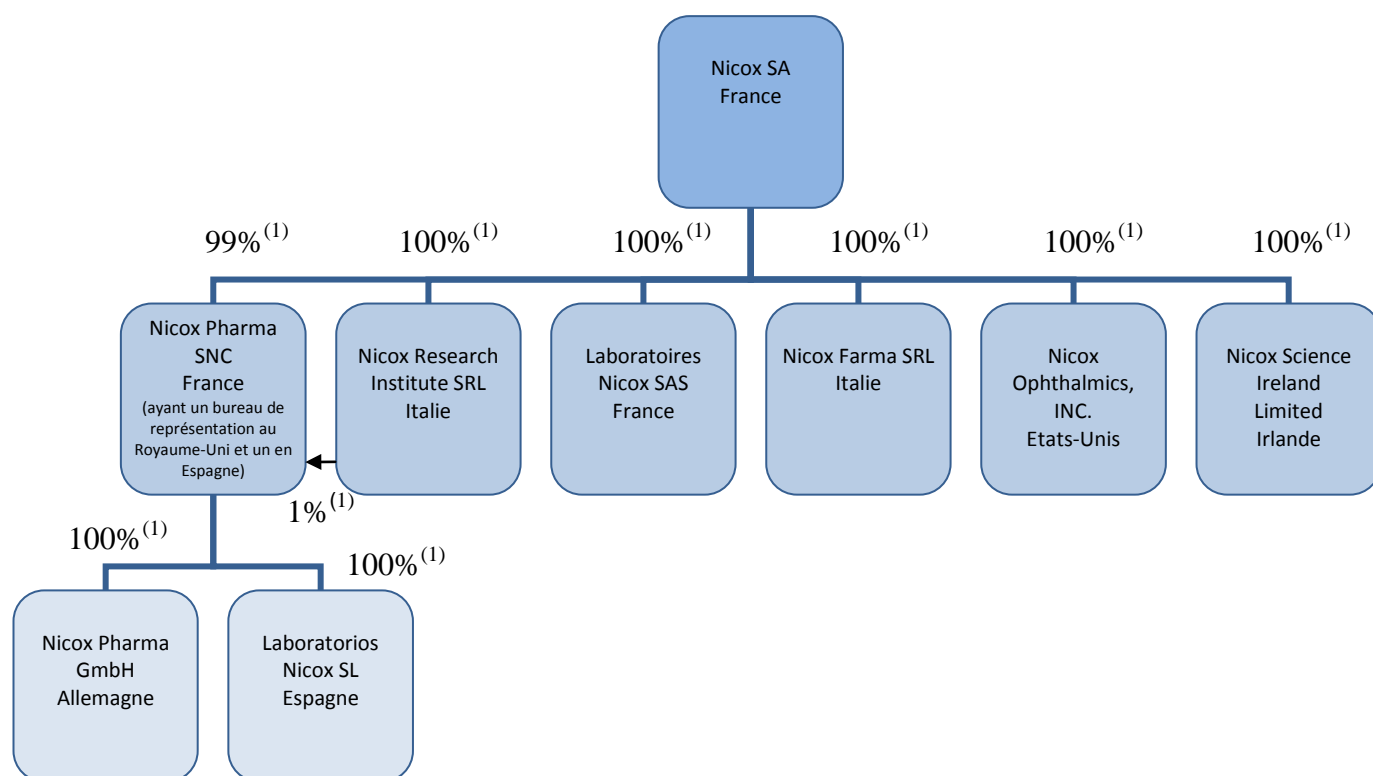 Nicox SA
France
99%(1)
100%(1)
100%(1)
100%(1)
100%(1)
100%(1)
Nicox Pharma
SNC
France
(ayant un bureau de
représentation au
Royaume-Uni et un en
Espagne)
Nicox Research
Institute SRL
Italie
Laboratoires
Nicox SAS
France
Nicox Farma SRL
Italie
Nicox
Ophthalmics,
INC.
Etats-Unis
Nicox Science
Ireland
Limited
Irlande
1%(1)
100%(1)
100%(1)
Nicox Pharma
GmbH
Allemagne
Laboratorios
Nicox SL
Espagne